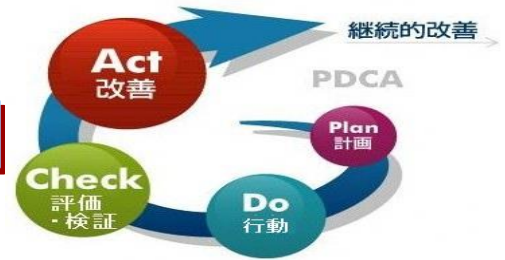 継続的改善
Act
改善
PDCA
Plan
計画
Check
評価
・検証
Do
行動